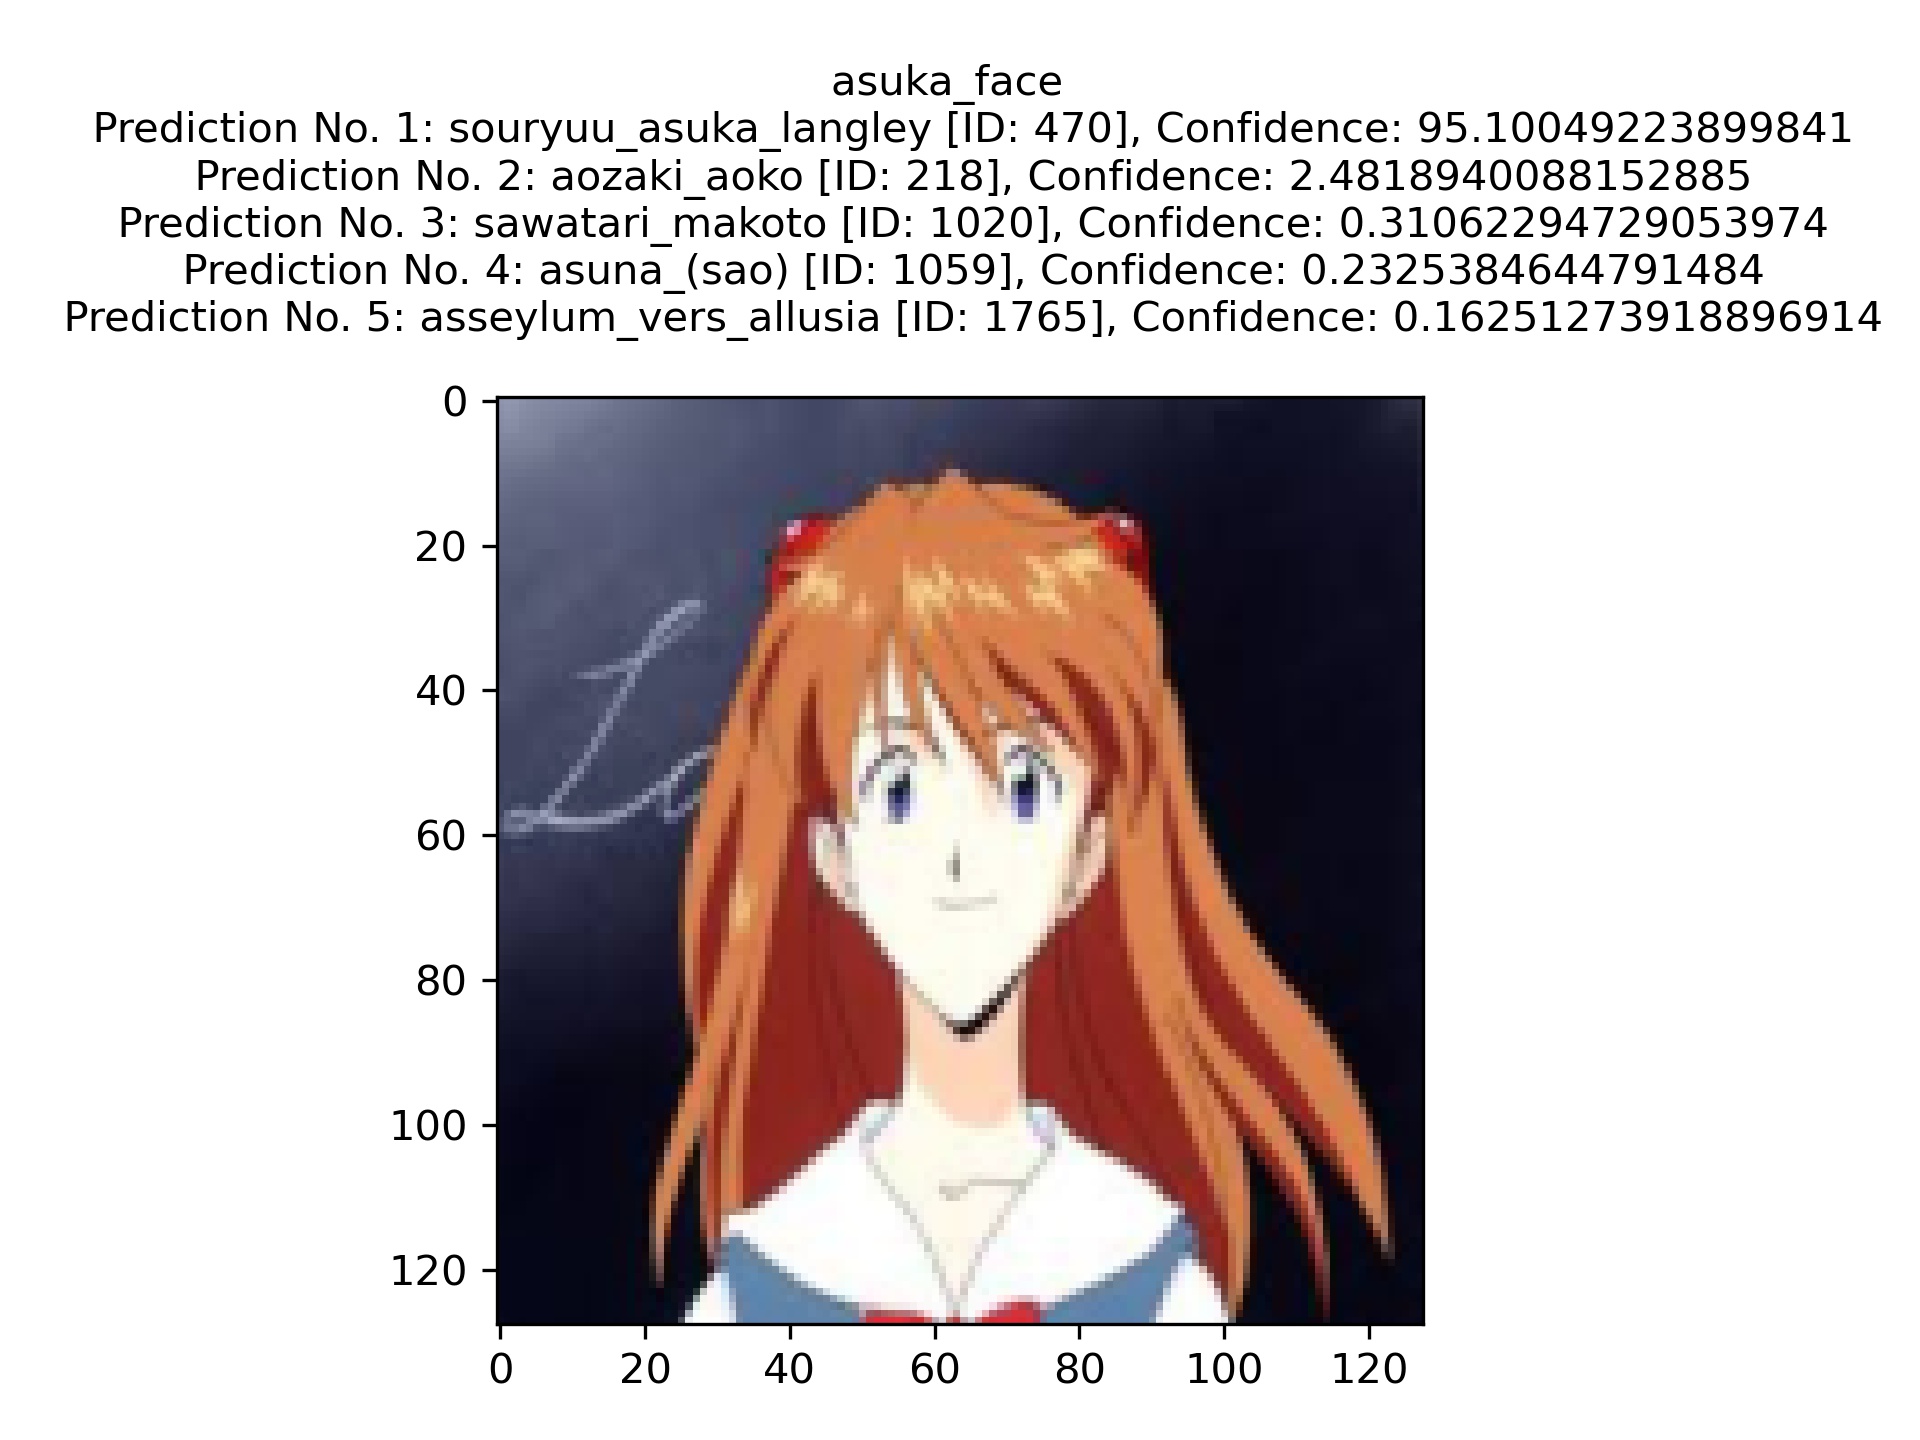 asuka_face
Prediction No. 1: souryuu_asuka_langley [ID: 470], Confidence: 95.10049223899841
Prediction No. 2: aozaki_aoko [ID: 218], Confidence: 2.4818940088152885
Prediction No. 3: sawatari_makoto [ID: 1020], Confidence: 0.31062294729053974
Prediction No. 4: asuna_(sao) [ID: 1059], Confidence: 0.2325384644791484
Prediction No. 5: asseylum_vers_allusia [ID: 1765], Confidence: 0.16251273918896914
0
20
40
60
80
100
120
0 20 40 60 80 100 120